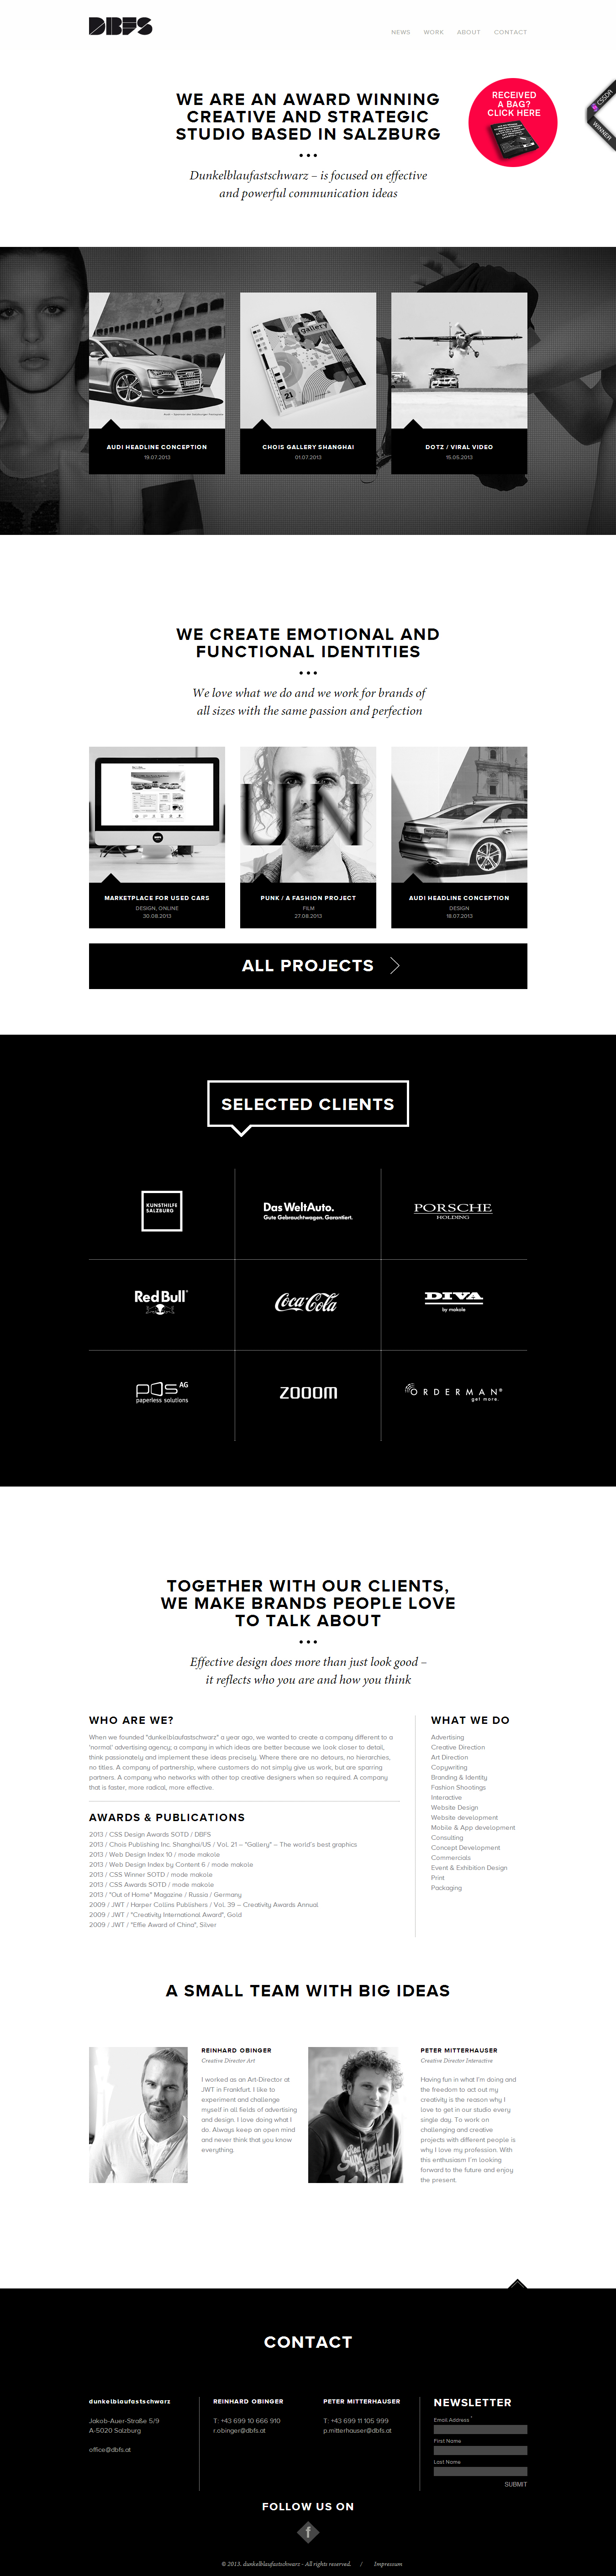 DBFS
NEWS WORK ABOUT CONTACT
WE ARE AN AWARD WINNING
CREATIVE AND STRATEGIC
STUDIO BASED IN SALZBURG
RECEIVED
A BAG?
CLICK HERE
CSSDA
WINNER
Dunkelblaufastschwarz – is focused on effective
and powerful communication ideas
gallery
21
AUDI HEADLINE CONCEPTION
19.07.2013
CHOIS GALLERY SHANGHAI
01.07.2013
DOTZ / VIRAL VIDEO
15.05.2013
WE CREATE EMOTIONAL AND
FUNCTIONAL IDENTITIES
We love what we do and we work for brands of
all sizes with the same passion and perfection
MARKETPLACE FOR USED CARS
DESIGN, ONLINE
30.08.2013
PUNK / A FASHION PROJECT
FILM
27.08.2013
AUDI HEADLINE CONCEPTION
DESIGN
18.07.2013
ALL PROJECTS
SELECTED CLIENTS
KUNSTHILFE
SALZBURG
Das WeltAuto.
Gute Gebrauchtwagen. Garantiert.
PORSCHE
HOLDING
Red Bull
Coca-Cola
DIVA
by makole
pos AG
paperless solutions
ZOOOM
ORDERMAN®
get more.
TOGETHER WITH OUR CLIENTS,
WE MAKE BRANDS PEOPLE LOVE
TO TALK ABOUT
Effective design does more than just look good –
it reflects who you are and how you think
WHO ARE WE?
When we founded "dunkelblaufastschwarz" a year ago, we wanted to create a company different to a
'normal' advertising agency; a company in which ideas are better because we look closer to detail,
think passionately and implement these ideas precisely. Where there are no detours, no hierarchies,
no titles. A company of partnership, where customers do not simply give us work, but are sparring
partners. A company who networks with other top creative designers when so required. A company
that is faster, more radical, more effective.
AWARDS & PUBLICATIONS
2013 / CSS Design Awards SOTD / DBFS
2013 / Chois Publishing Inc. Shanghai/US / Vol. 21 – "Gallery" – The world's best graphics
2013 / Web Design Index 10 / mode makole
2013 / Web Design Index by Content 6 / mode makole
2013 / CSS Winner SOTD / mode makole
2013 / CSS Awards SOTD / mode makole
2013 / "Out of Home" Magazine / Russia / Germany
2009 / JWT / Harper Collins Publishers / Vol. 39 – Creativity Awards Annual
2009 / JWT / "Creativity International Award", Gold
2009 / JWT / "Effie Award of China", Silver
WHAT WE DO
Advertising
Creative Direction
Art Direction
Copywriting
Branding & Identity
Fashion Shootings
Interactive
Website Design
Website development
Mobile & App development
Consulting
Concept Development
Commercials
Event & Exhibition Design
Print
Packaging
A SMALL TEAM WITH BIG IDEAS
REINHARD OBINGER
Creative Director Art
I worked as an Art-Director at
JWT in Frankfurt. I like to
experiment and challenge
myself in all fields of advertising
and design. I love doing what I
do. Always keep an open mind
and never think that you know
everything.
PETER MITTERHAUSER
Creative Director Interactive
Having fun in what I'm doing and
the freedom to act out my
creativity is the reason why I
love to get in our studio every
single day. To work on
challenging and creative
projects with different people is
why I love my profession. With
this enthusiasm I'm looking
forward to the future and enjoy
the present.
CONTACT
dunkelblaufastschwarz
Jakob-Auer-Straße 5/9
A-5020 Salzburg
office@dbfs.at
REINHARD OBINGER
T: +43 699 10 666 910
r.obinger@dbfs.at
PETER MITTERHAUSER
T: +43 699 11 105 999
p.mitterhauser@dbfs.at
NEWSLETTER
Email Address *
First Name
Last Name
SUBMIT
FOLLOW US ON
f
© 2013. dunkelblaufastschwarz - All rights reserved. / Impressum